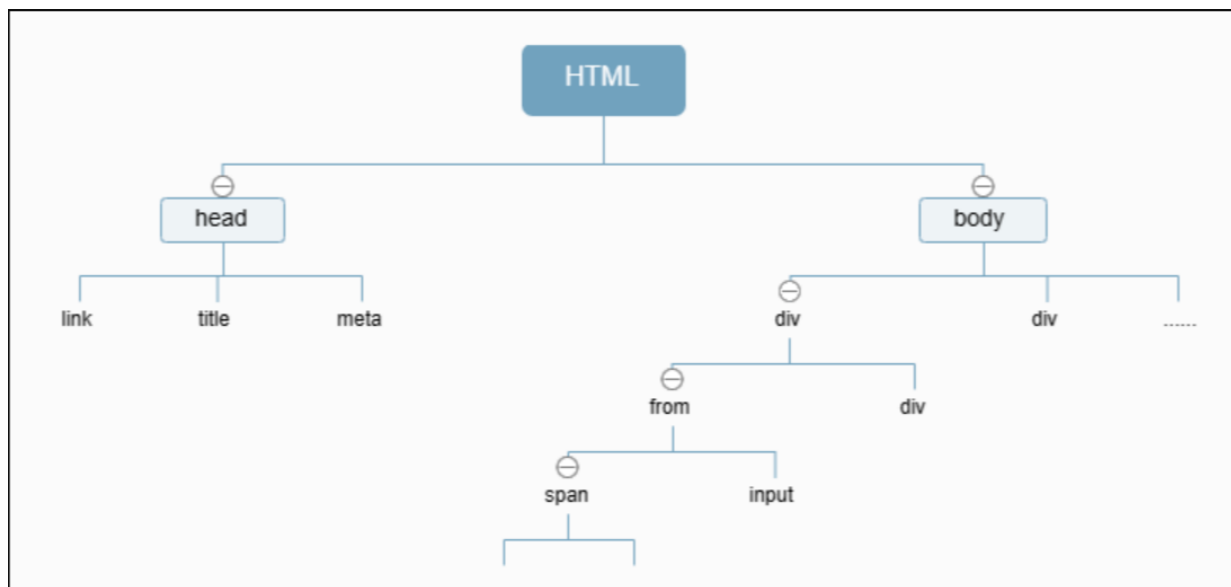 HTML
head
body
link
title
meta
div
div
......
from
div
span
input